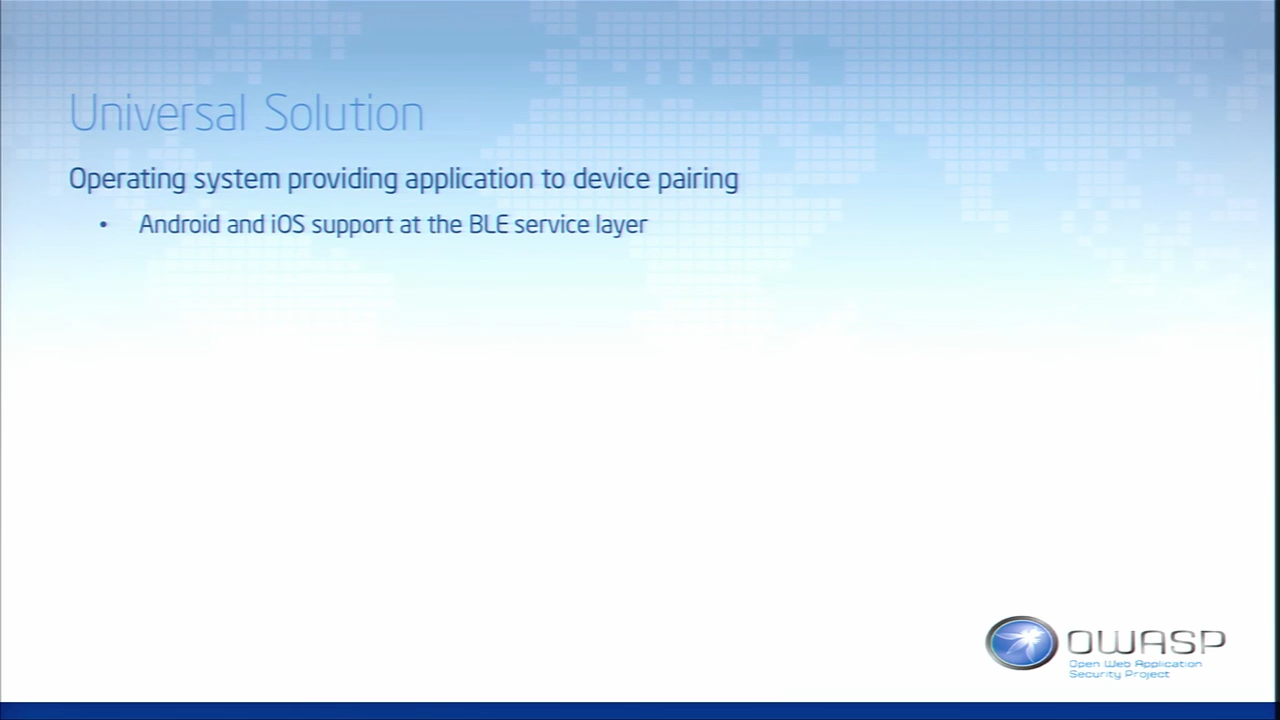 Universal Solution
Operating system providing application to device pairing
• Android and iOS support at the BLE service layer
OWASP
Open Web Application
Security Project